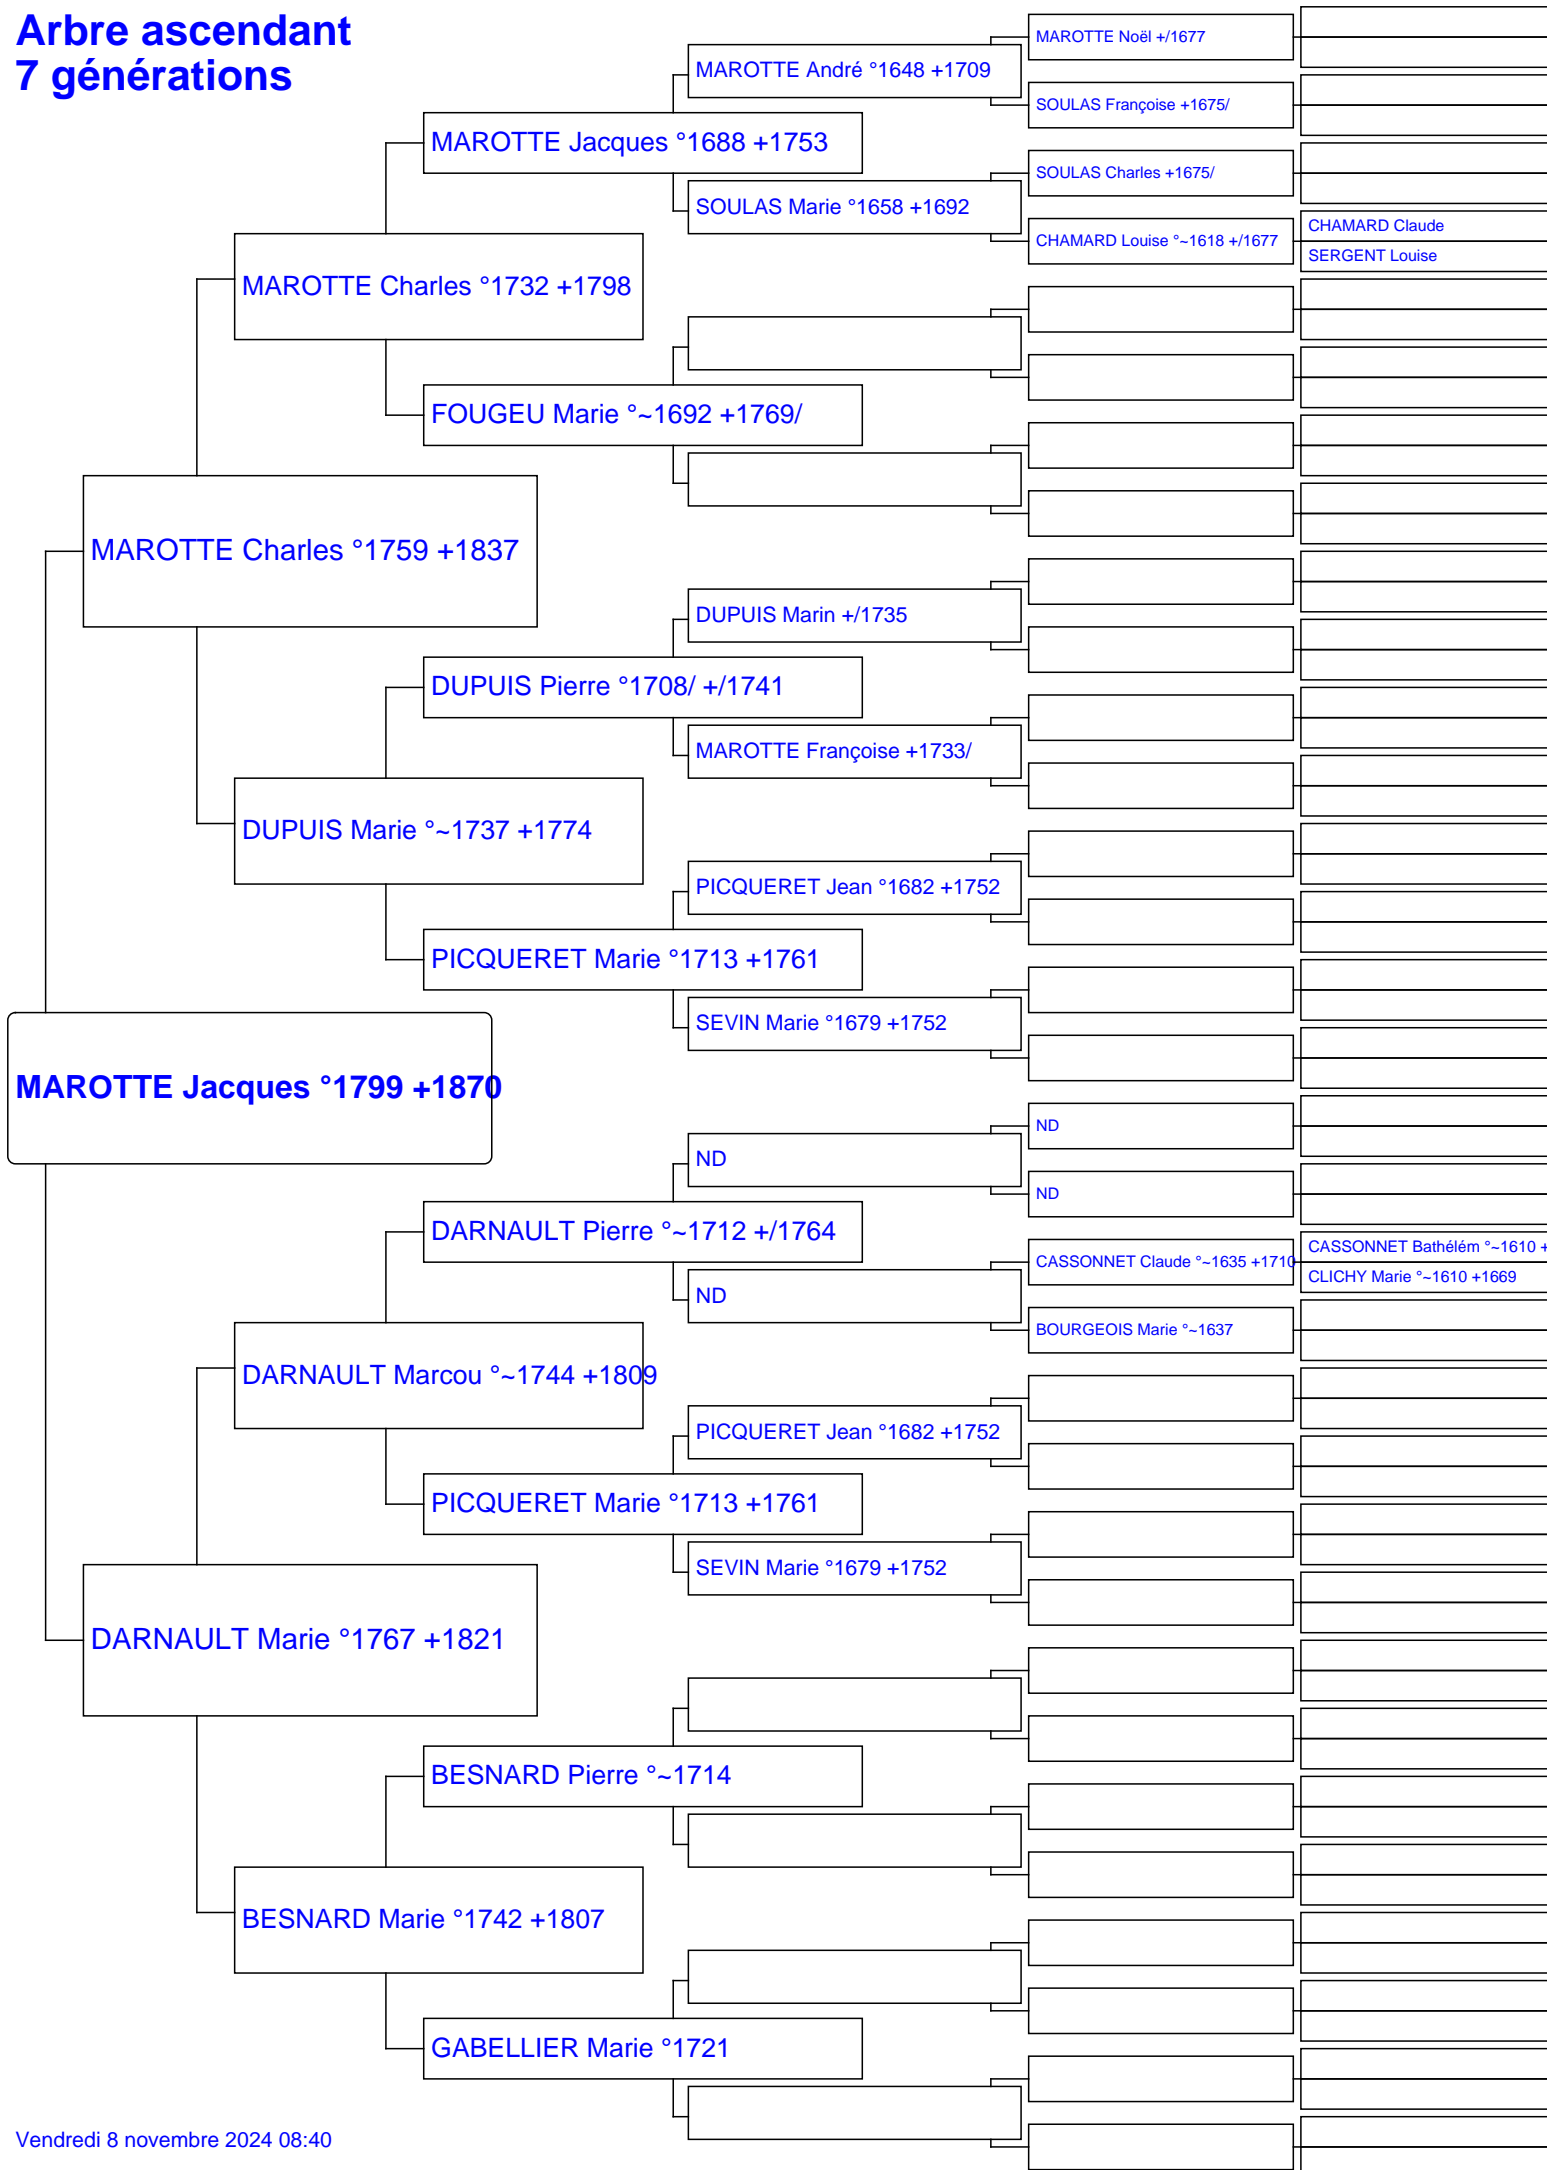 Arbre ascendant
7 générations
MAROTTE Noël +/1677
MAROTTE André °1648 +1709
SOULAS Françoise +1675/
MAROTTE Jacques °1688 +1753
SOULAS Charles +1675/
SOULAS Marie °1658 +1692
CHAMARD Claude
CHAMARD Louise °~1618 +/1677
SERGENT Louise
MAROTTE Charles °1732 +1798
FOUGEU Marie °~1692 +1769/
MAROTTE Charles °1759 +1837
DUPUIS Marin +/1735
DUPUIS Pierre °1708/ +/1741
MAROTTE Françoise +1733/
DUPUIS Marie °~1737 +1774
PICQUERET Jean °1682 +1752
PICQUERET Marie °1713 +1761
SEVIN Marie °1679 +1752
MAROTTE Jacques °1799 +1870
ND
ND
ND
DARNAULT Pierre °~1712 +/1764
CASSONNET Bathélém °~1610 +
CASSONNET Claude °~1635 +1710
CLICHY Marie °~1610 +1669
ND
BOURGEOIS Marie °~1637
DARNAULT Marcou °~1744 +1809
PICQUERET Jean °1682 +1752
PICQUERET Marie °1713 +1761
SEVIN Marie °1679 +1752
DARNAULT Marie °1767 +1821
BESNARD Pierre °~1714
BESNARD Marie °1742 +1807
GABELLIER Marie °1721
Vendredi 8 novembre 2024 08:40